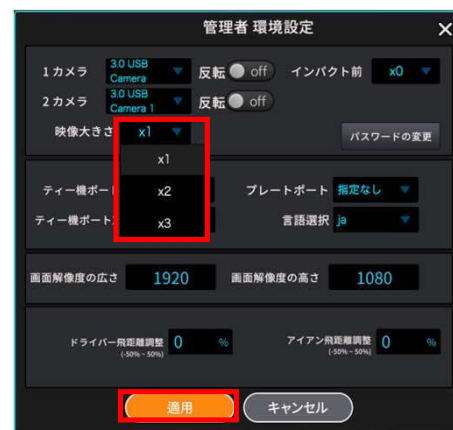 管理者 環境設定 ×
1 カメラ 3.0 USB Camera 反転 off インパクト前 x0
2 カメラ 3.0 USB Camera 1 反転 off
映像大きさ x1 パスワードの変更
x1
x2
x3
ティー機ポー プレートポート 指定なし
ティー機ポート 言語選択 ja
画面解像度の広さ 1920 画面解像度の高さ 1080
ドライバー飛距離調整 0 % アイアン飛距離調整 0 %
(-50% ~ 50%) (-50% ~ 50%)
適用 キャンセル